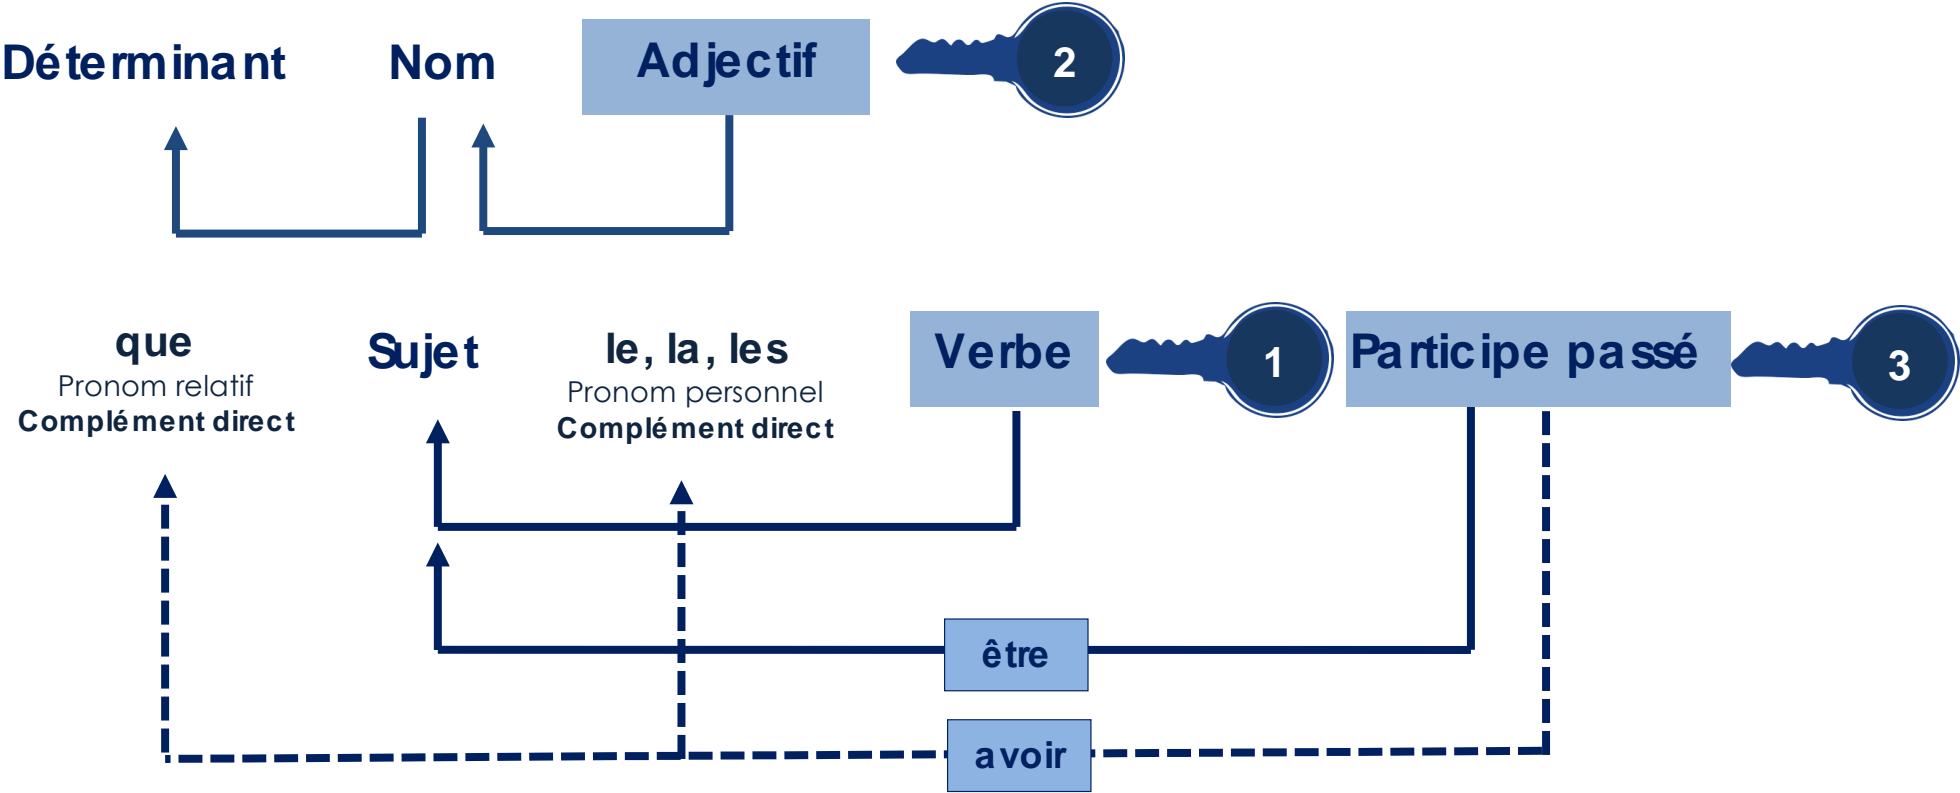 Déterminant Nom Adjectif 2
que Sujet le, la, les Verbe 1 Participe passé 3
Pronom relatif Pronom personnel
Complément direct Complément direct
être
avoir